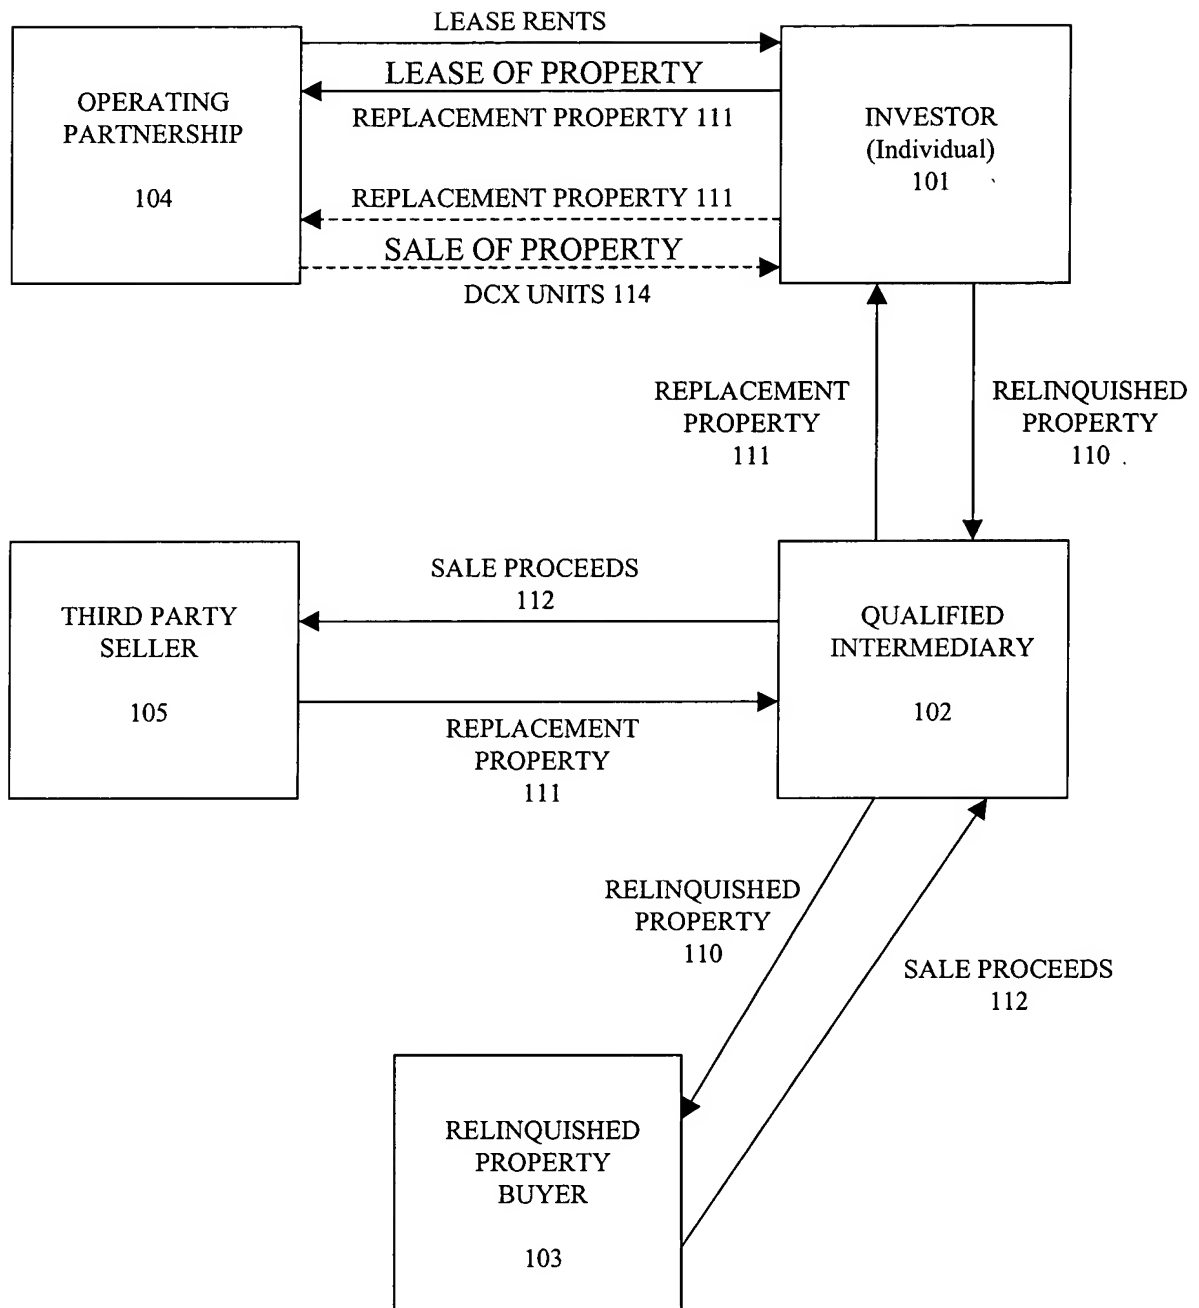 LEASE RENTS
LEASE OF PROPERTY
REPLACEMENT PROPERTY 111
OPERATING
PARTNERSHIP
104
INVESTOR
(Individual)
101
REPLACEMENT PROPERTY 111
SALE OF PROPERTY
DCX UNITS 114
REPLACEMENT
PROPERTY
111
RELINQUISHED
PROPERTY
110
SALE PROCEEDS
112
THIRD PARTY
SELLER
105
QUALIFIED
INTERMEDIARY
102
REPLACEMENT
PROPERTY
111
RELINQUISHED
PROPERTY
110
SALE PROCEEDS
112
RELINQUISHED
PROPERTY
BUYER
103